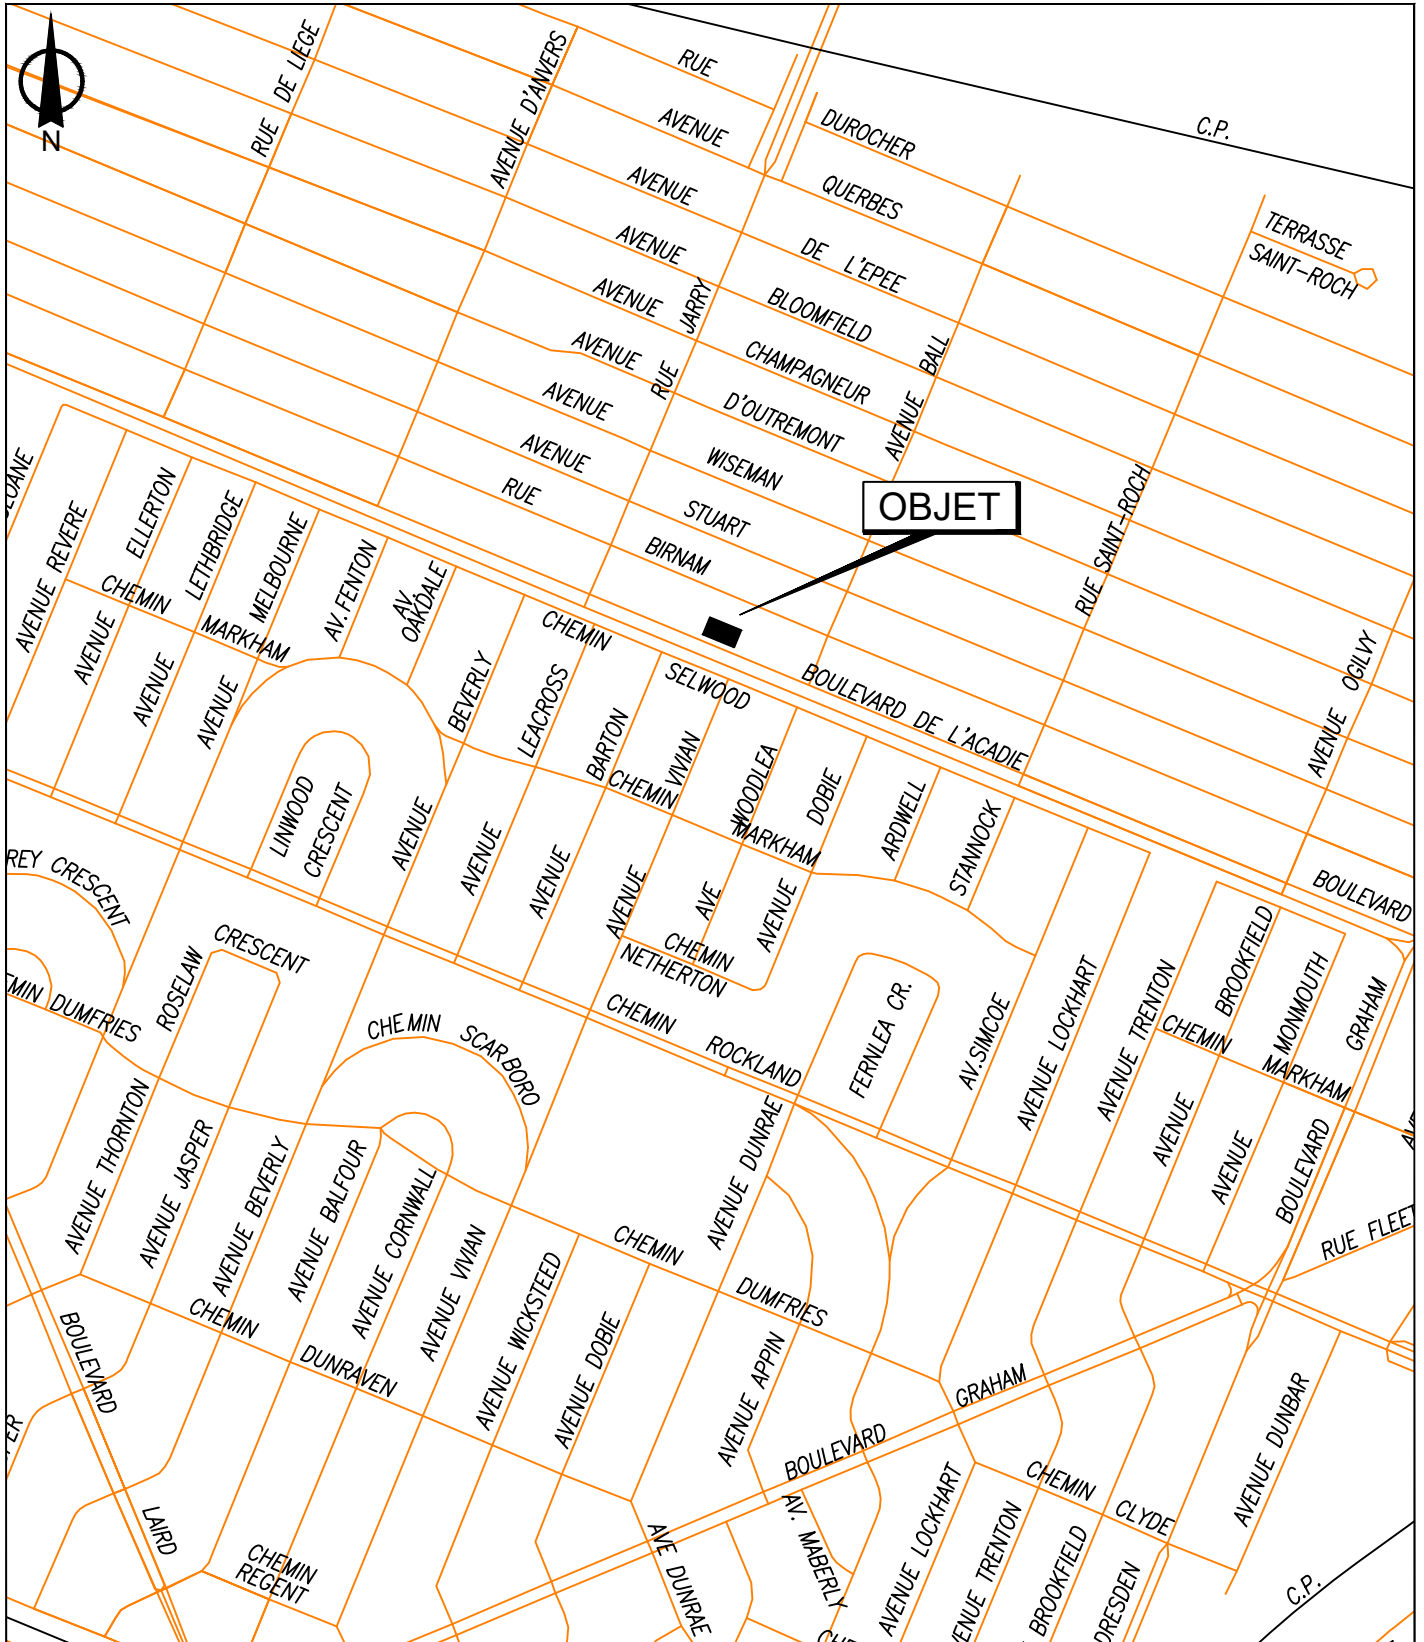 N
RUE DE LIEGE
AVENUE D'ANVERS
RUE
DUROCHER
AVENUE
QUERBES
AVENUE
DE L'EPEE
AVENUE
BLOOMFIELD
AVENUE
CHAMPAGNEUR
AVENUE
D'OUTREMONT
AVENUE
WISEMAN
AVENUE
STUART
RUE
BIRNAM
RUE JARRY
AVENUE BALL
C.P.
TERRASSE
SAINT-ROCH
RUE SAINT-ROCH
AVENUE OGILVY
OBJET
BOULEVARD DE L'ACADIE
BOULEVARD
AVENUE REVERE
ELLERTON
AVENUE
LETHBRIDGE
AVENUE
MELBOURNE
AVENUE
AV. FENTON
AV.
OAKDALE
CHEMIN
MARKHAM
CHEMIN
SELWOOD
BEVERLY
AVENUE
LEACROSS
AVENUE
BARTON
AVENUE
VIVIAN
AVENUE
WOODLEA
AVE
DOBIE
AVENUE
ARDWELL
STANNOCK
CHEMIN
MARKHAM
LINWOOD
CRESCENT
CHEMIN
NETHERTON
REY CRESCENT
ROSELAW
CRESCENT
DUMFRIES
CHEMIN SCARBORO
CHEMIN
ROCKLAND
FERNLEA CR.
AV.SIMCOE
AVENUE LOCKHART
AVENUE TRENTON
BROOKFIELD
AVENUE
MONMOUTH
AVENUE
CHEMIN
MARKHAM
GRAHAM
BOULEVARD
RUE FLEET
AVENUE THORNTON
AVENUE JASPER
AVENUE BEVERLY
AVENUE BALFOUR
AVENUE CORNWALL
AVENUE VIVIAN
AVENUE WICKSTEED
AVENUE DOBIE
AVENUE DUNRAE
CHEMIN
DUMFRIES
AVENUE APPIN
CHEMIN
DUNRAVEN
BOULEVARD
LAIRD
CHEMIN
REGENT
BOULEVARD
GRAHAM
AVE DUNRAE
AV. MABERLY
AVENUE LOCKHART
AVENUE TRENTON
BROOKFIELD
DRESDEN
CHEMIN
CLYDE
AVENUE DUNBAR
C.P.